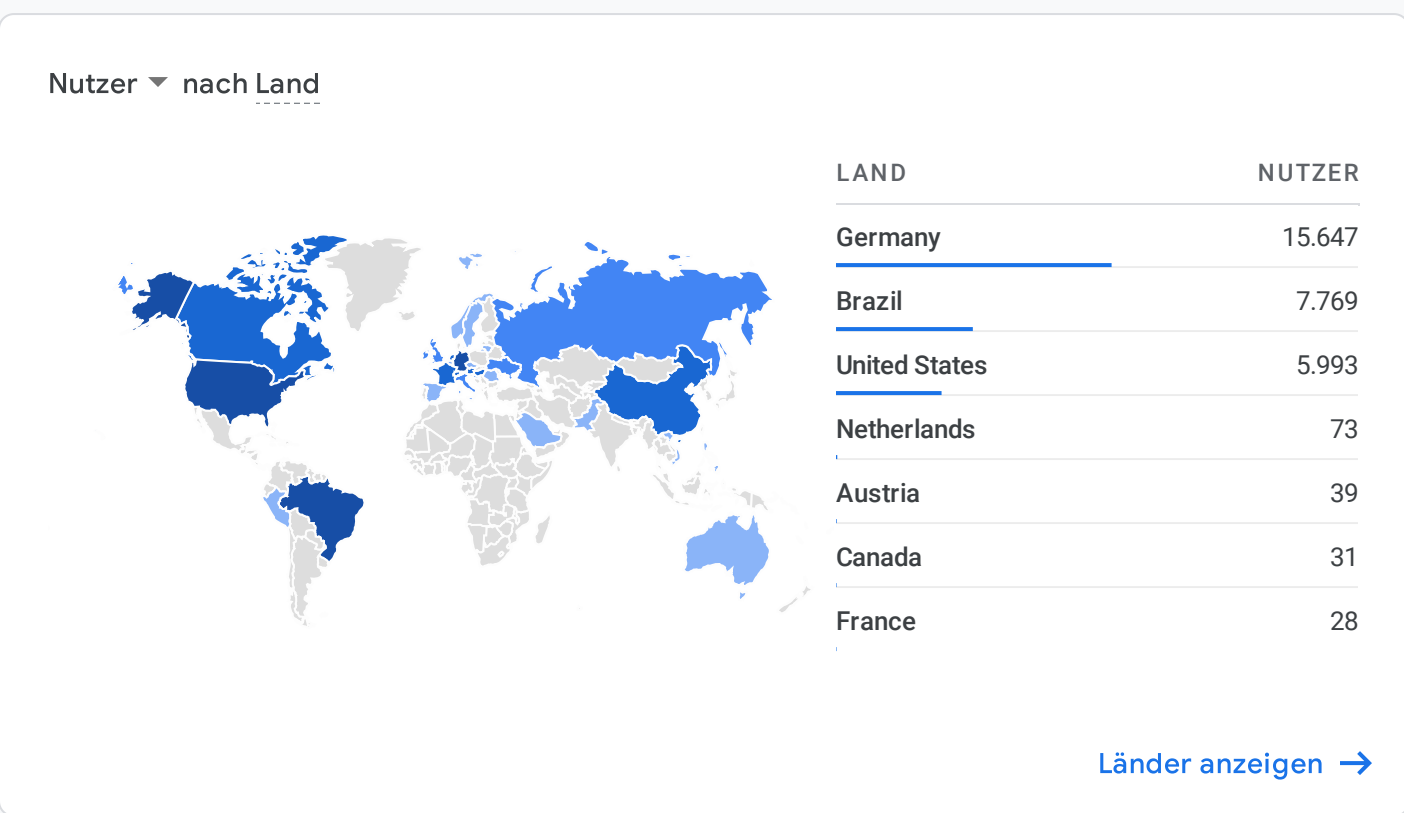 Nutzer nach Land
LAND NUTZER
Germany 15.647
Brazil 7.769
United States 5.993
Netherlands 73
Austria 39
Canada 31
France 28
Länder anzeigen